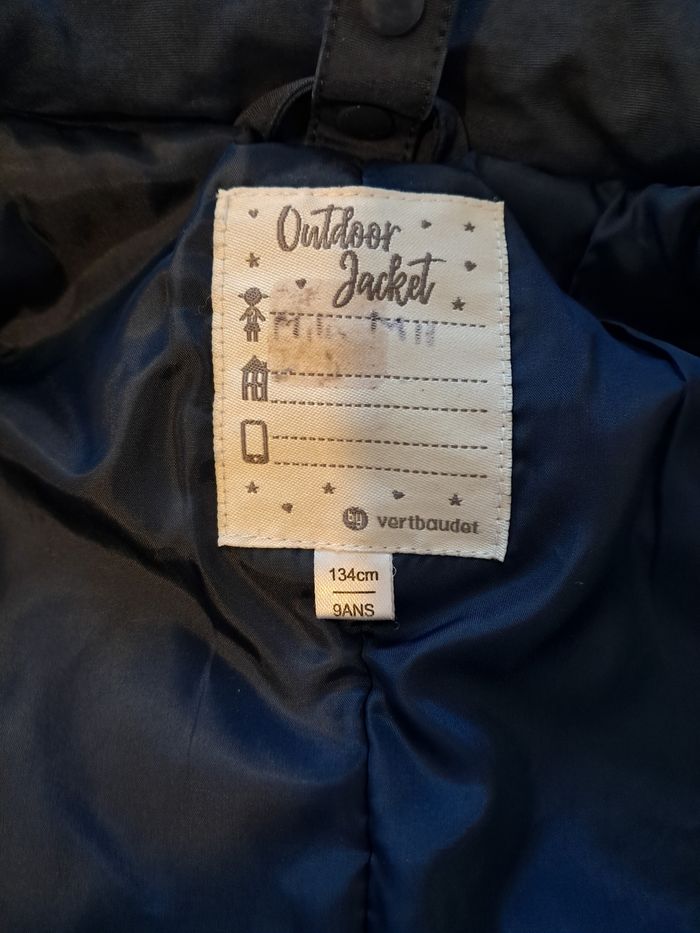 Outdoor
Jacket
vertbaudet
134cm
9ANS